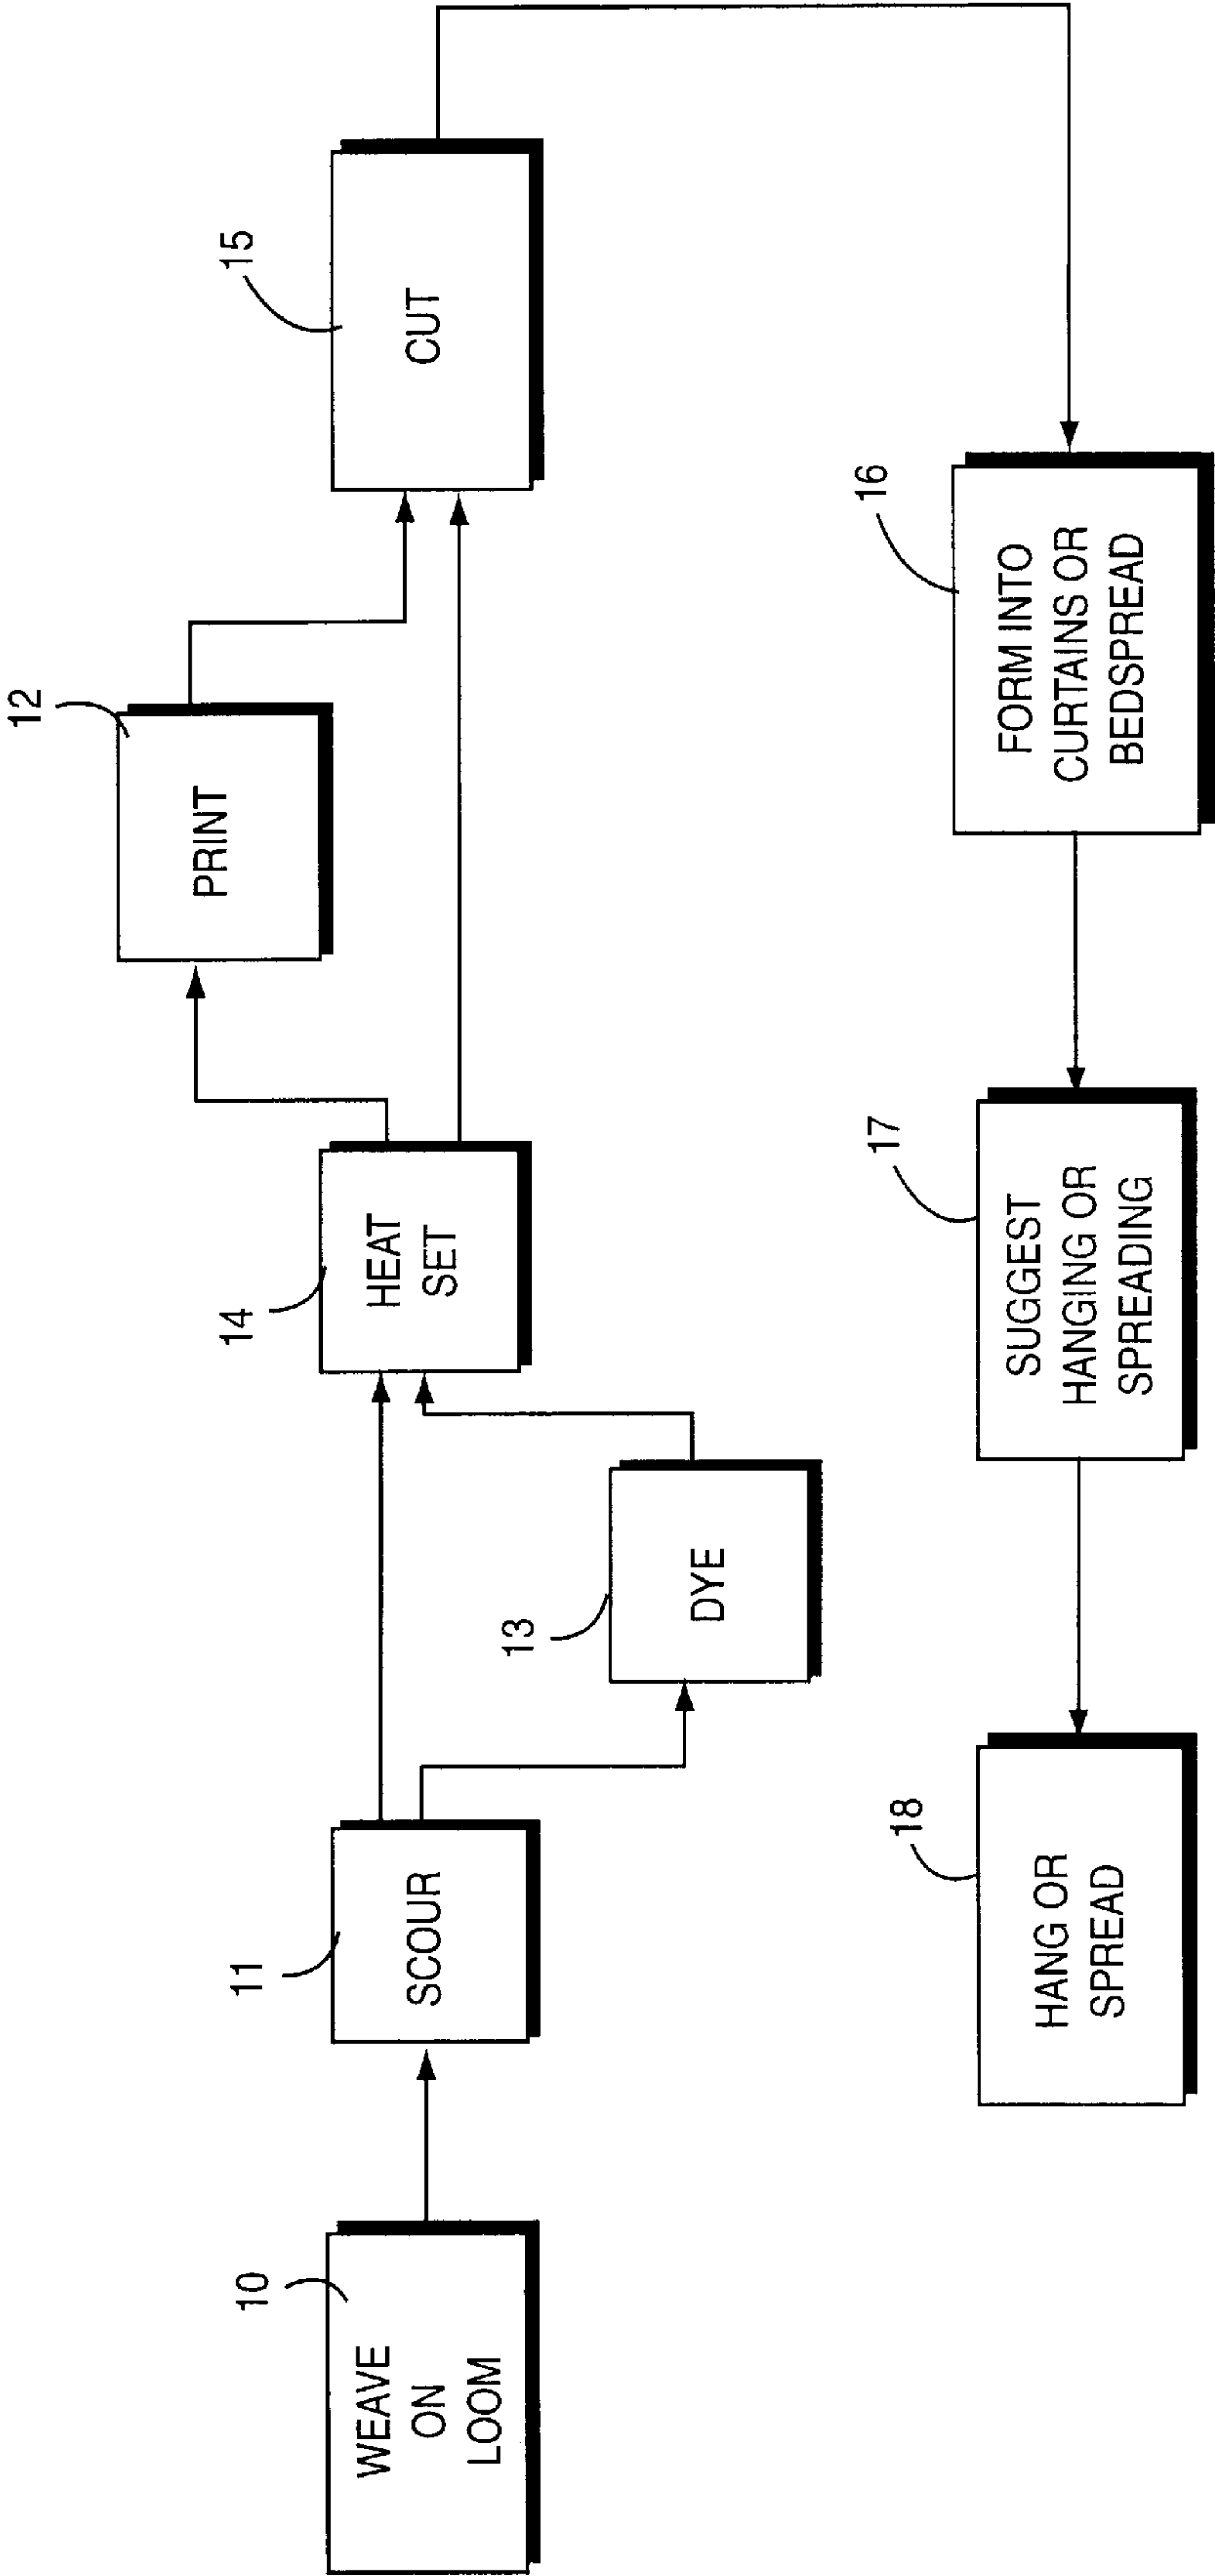 10
WEAVE
ON
LOOM
11
SCOUR
13
DYE
14
HEAT
SET
12
PRINT
15
CUT
16
FORM INTO
CURTAINS OR
BEDSPREAD
17
SUGGEST
HANGING OR
SPREADING
18
HANG OR
SPREAD